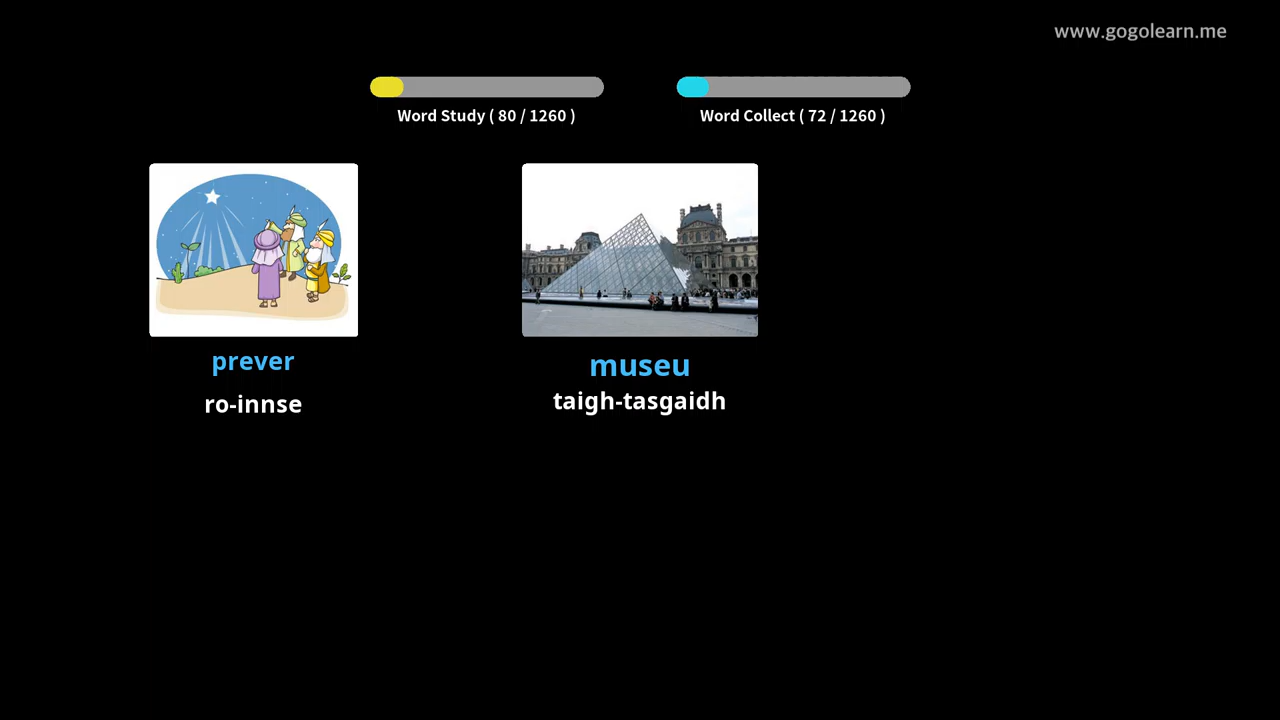 www.gogolearn.me
Word Study ( 80 / 1260 )
Word Collect ( 72 / 1260 )
prever
ro-innse
museu
taigh-tasgaidh